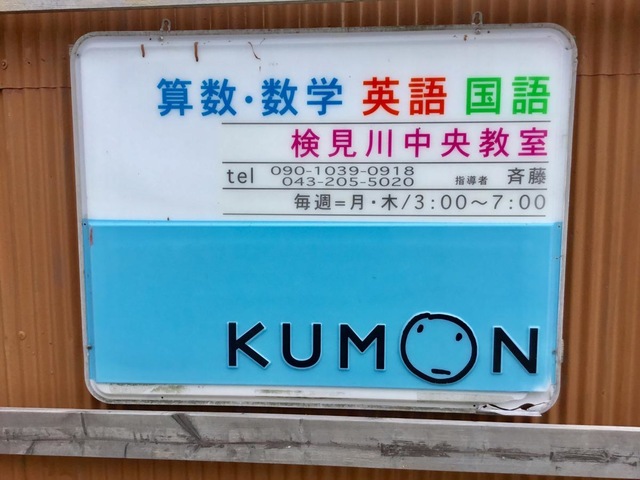 算数・数学 英語 国語
検見川中央教室
tel 090-1039-0918
043-205-5020 指導者 斉藤
毎週=月・木/3:00～7:00
KUMON